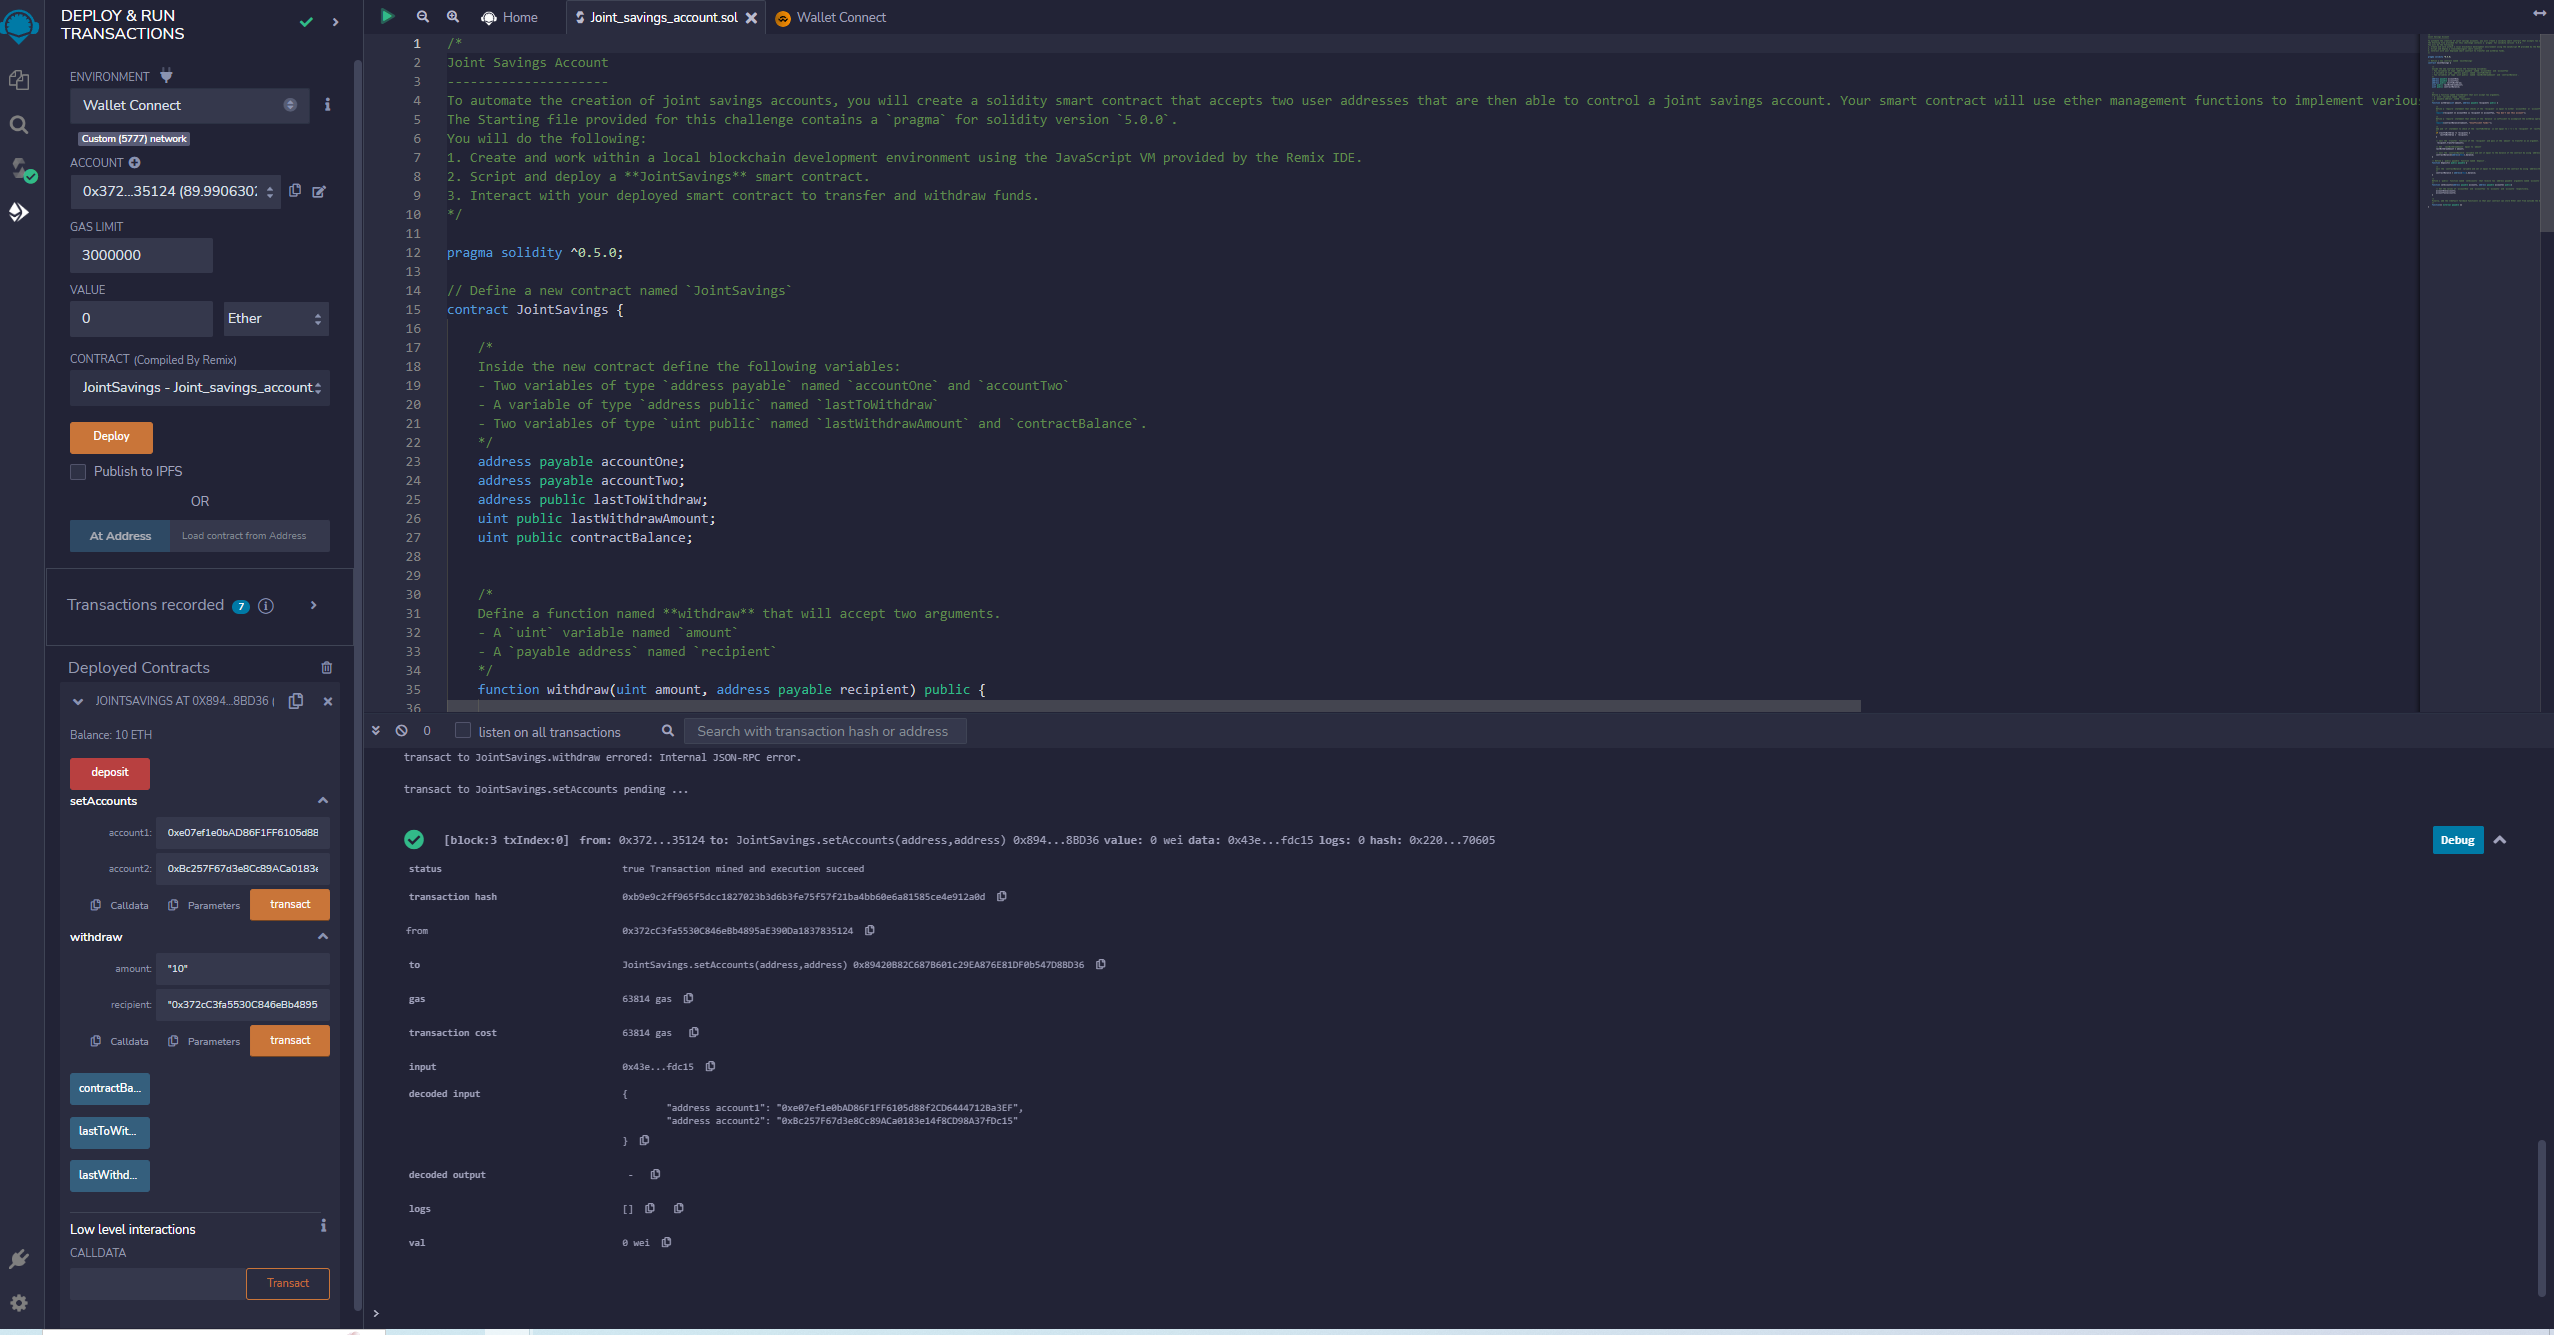 DEPLOY & RUN
TRANSACTIONS
ENVIRONMENT
Wallet Connect
Custom (5777) network
ACCOUNT
0x372...35124 (89.9906307
GAS LIMIT
3000000
VALUE
0
Ether
CONTRACT (Compiled By Remix)
JointSavings - Joint_savings_account
Deploy
Publish to IPFS
OR
At Address
Load contract from Address
Transactions recorded 7
Deployed Contracts
JOINTSAVINGS AT 0X894...8BD36 (
Balance: 10 ETH
deposit
setAccounts
account1: 0xe07ef1e0bAD86F1FF6105d88
account2: 0xBc257F67d3e8Cc89ACa0183e
Calldata Parameters transact
withdraw
amount: "10"
recipient: "0x372cC3fa5530C846eBb4895
Calldata Parameters transact
contractBa...
lastToWit...
lastWithd...
Low level interactions
CALLDATA
Transact
Home
Joint_savings_account.sol
Wallet Connect
1 /*
2 Joint Savings Account
3 ---------------------
4 To automate the creation of joint savings accounts, you will create a solidity smart contract that accepts two user addresses that are then able to control a joint savings account. Your smart contract will use ether management functions to implement variou
5 The Starting file provided for this challenge contains a `pragma` for solidity version `5.0.0`.
6 You will do the following:
7 1. Create and work within a local blockchain development environment using the JavaScript VM provided by the Remix IDE.
8 2. Script and deploy a **JointSavings** smart contract.
9 3. Interact with your deployed smart contract to transfer and withdraw funds.
10 */
11
12 pragma solidity ^0.5.0;
13
14 // Define a new contract named `JointSavings`
15 contract JointSavings {
16
17 /*
18 Inside the new contract define the following variables:
19 - Two variables of type `address payable` named `accountOne` and `accountTwo`
20 - A variable of type `address public` named `lastToWithdraw`
21 - Two variables of type `uint public` named `lastWithdrawAmount` and `contractBalance`.
22 */
23 address payable accountOne;
24 address payable accountTwo;
25 address public lastToWithdraw;
26 uint public lastWithdrawAmount;
27 uint public contractBalance;
28
29
30 /*
31 Define a function named **withdraw** that will accept two arguments.
32 - A `uint` variable named `amount`
33 - A `payable address` named `recipient`
34 */
35 function withdraw(uint amount, address payable recipient) public {
36
0
listen on all transactions
Search with transaction hash or address
transact to JointSavings.withdraw errored: Internal JSON-RPC error.
transact to JointSavings.setAccounts pending ...
[block:3 txIndex:0] from: 0x372...35124 to: JointSavings.setAccounts(address,address) 0x894...8BD36 value: 0 wei data: 0x43e...fdc15 logs: 0 hash: 0x220...70605
Debug
status true Transaction mined and execution succeed
transaction hash 0xb9e9c2ff965f5dcc1827023b3d6b3fe75f57f21ba4bb60e6a81585ce4e912a0d
from 0x372cC3fa5530C846eBb4895aE390Da1837835124
to JointSavings.setAccounts(address,address) 0x89420B82C687B601c29EA876E81DF0b547D8BD36
gas 63814 gas
transaction cost 63814 gas
input 0x43e...fdc15
decoded input {
"address account1": "0xe07ef1e0bAD86F1FF6105d88f2CD6444712Ba3EF",
"address account2": "0xBc257F67d3e8Cc89ACa0183e14f8CD98A37fDc15"
}
decoded output -
logs []
val 0 wei
>